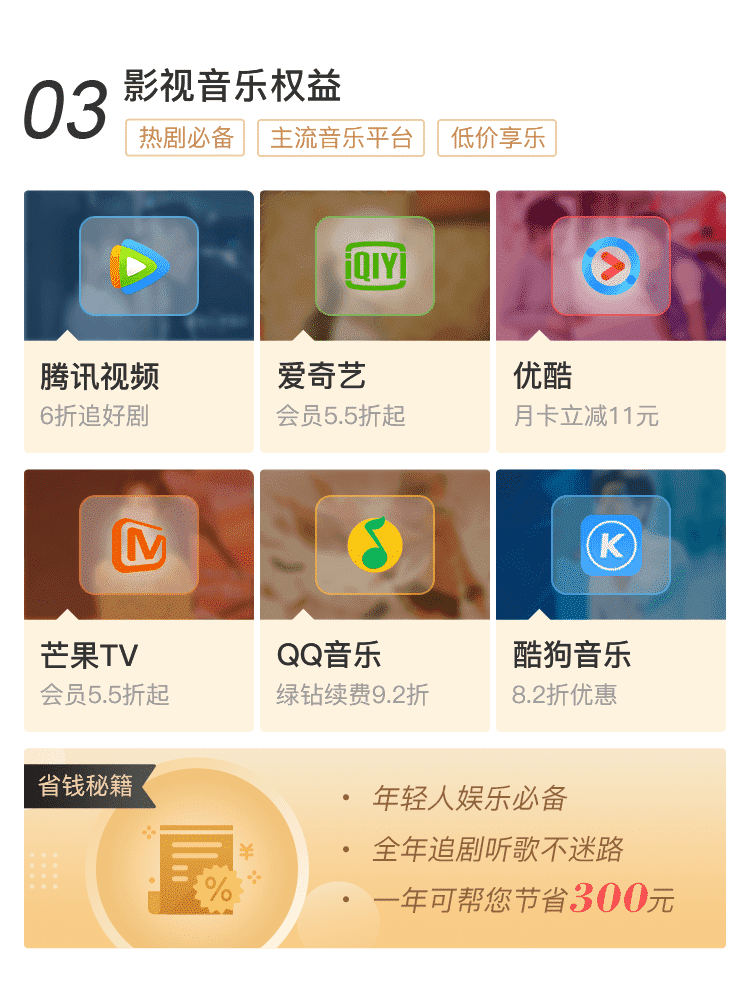 03
影视音乐权益
热剧必备
主流音乐平台
低价享乐
iQIYI
腾讯视频
6折追好剧
爱奇艺
会员5.5折起
优酷
月卡立减11元
K
芒果TV
会员5.5折起
QQ音乐
绿钻续费9.2折
酷狗音乐
8.2折优惠
省钱秘籍
¥
%
• 年轻人娱乐必备
• 全年追剧听歌不迷路
• 一年可帮您节省300元